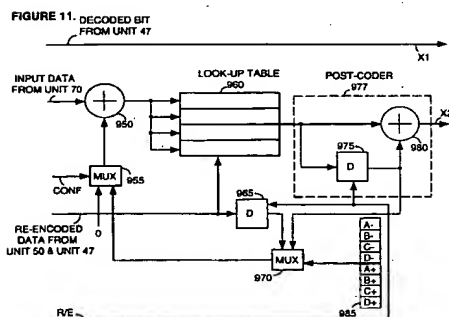 FIGURE 11. DECODED BIT
FROM UNIT 47
X1
INPUT DATA
FROM UNIT 70
LOOK-UP TABLE
960
POST-CODER
977
950
X2
980
975
D
CONF
MUX
955
965
D
RE-ENCODED DATA FROM
UNIT 50 & UNIT 47
0
MUX
970
A-
B-
C-
D-
A+
B+
C+
D+
985
R/E